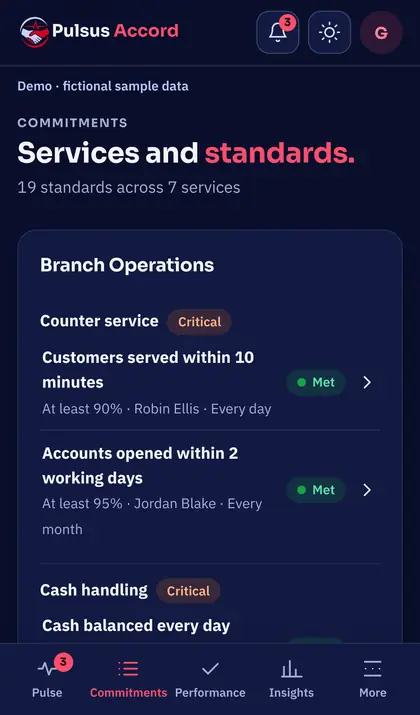 Pulsus Accord
3
G
Demo · fictional sample data
COMMITMENTS
Services and standards.
19 standards across 7 services
Branch Operations
Counter service Critical
Customers served within 10
minutes
Met
At least 90% · Robin Ellis · Every day
Accounts opened within 2
working days
Met
At least 95% · Jordan Blake · Every
month
Cash handling Critical
Cash balanced every day
3
Pulse Commitments Performance Insights More